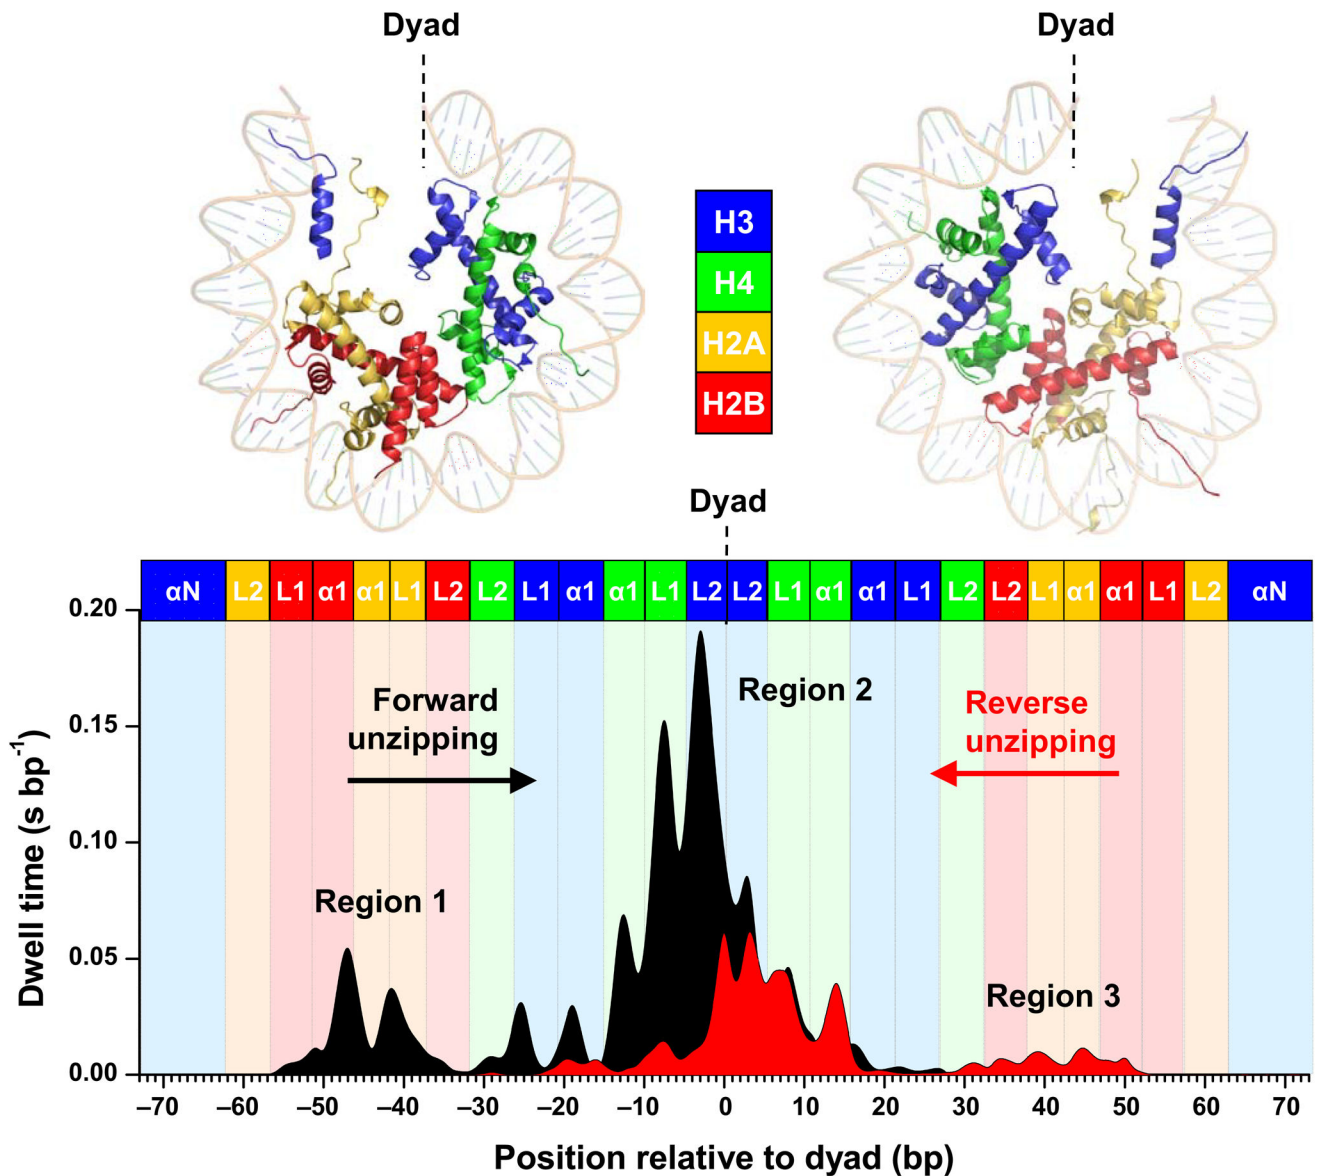 Dyad
Dyad
H3
H4
H2A
H2B
Dyad
αN L2 L1 α1 α1 L1 L2 L2 L1 α1 α1 L1 L2 L2 L1 α1 α1 L1 L2 L2 L1 α1 α1 L1 L2 αN
0.20
0.15
0.10
0.05
0.00
Dwell time (s bp⁻¹)
Forward
unzipping
Region 2
Reverse
unzipping
Region 1
Region 3
–70 –60 –50 –40 –30 –20 –10 0 10 20 30 40 50 60 70
Position relative to dyad (bp)